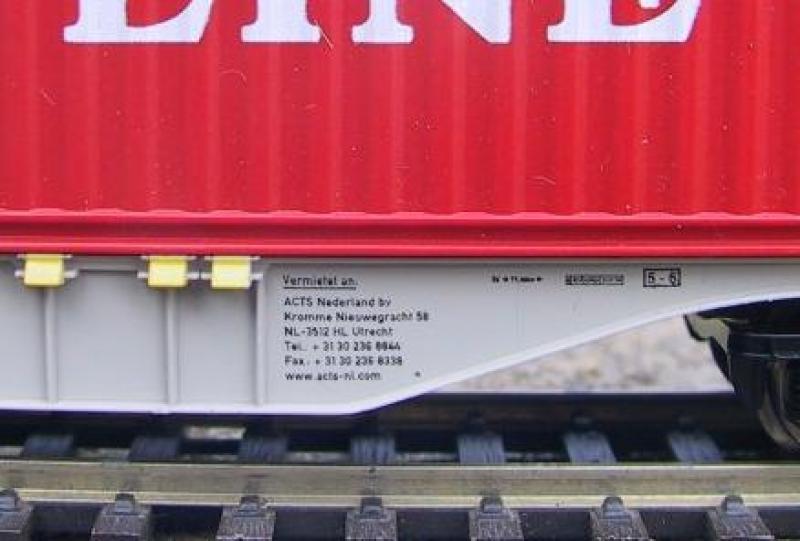 LINE
Vermietet an:
5 - 6
ACTS Nederland bv
Kromme Nieuwegracht 58
NL-3512 HL Utrecht
Tel.: + 31 30 236 8844
Fax.: + 31 30 236 8338
www.acts-nl.com